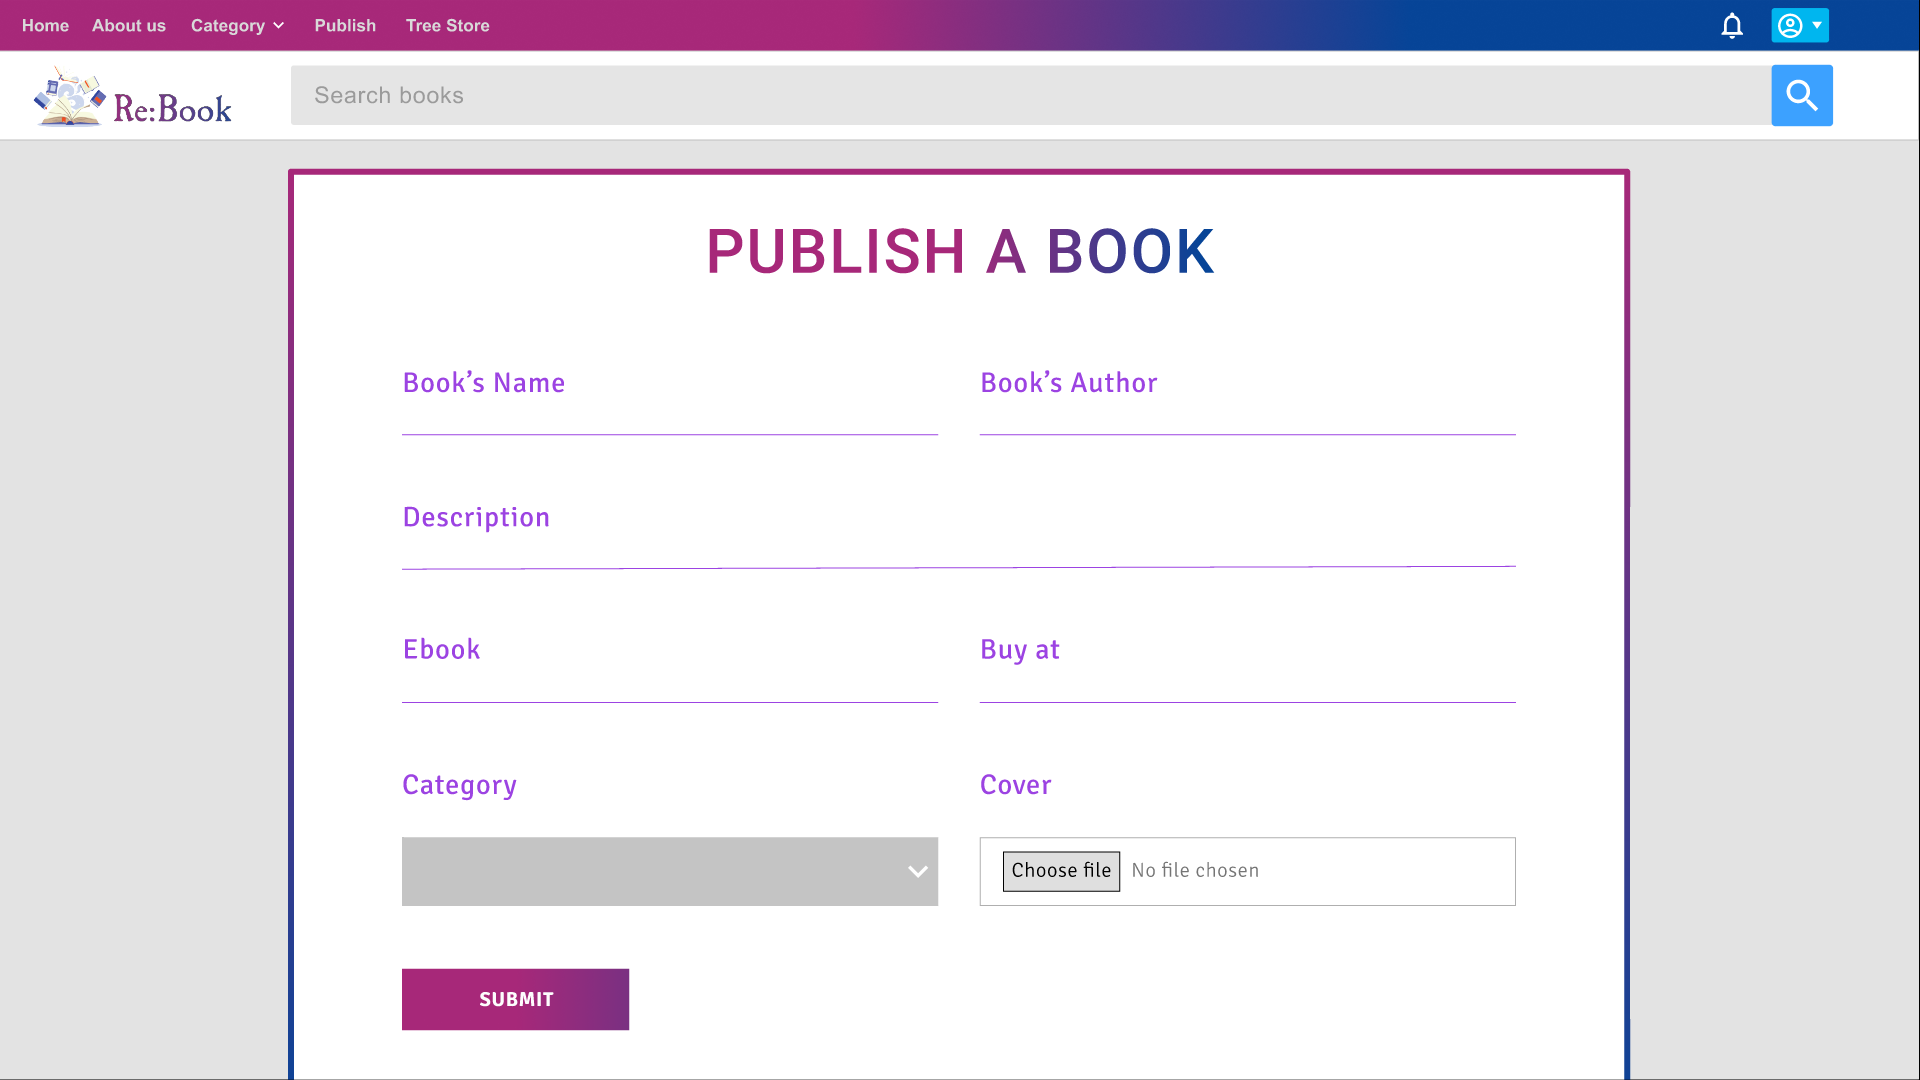 Home About us Category Publish Tree Store
Re:Book
Search books
PUBLISH A BOOK
Book’s Name Book’s Author
Description
Ebook Buy at
Category Cover
Choose file No file chosen
SUBMIT